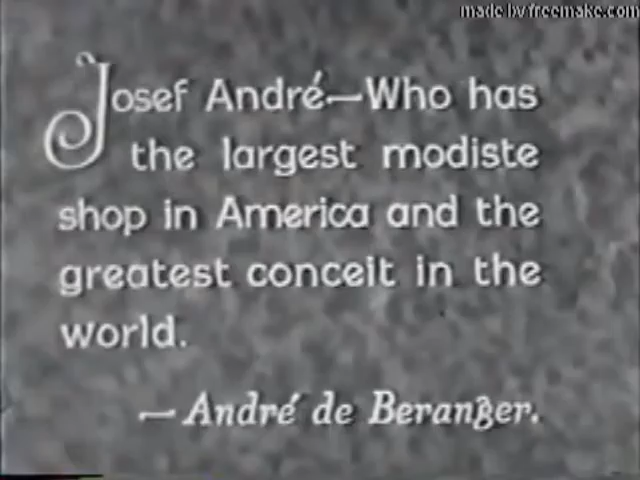 made by freemake.com
Josef André—Who has
the largest modiste
shop in America and the
greatest conceit in the
world.
—André de Beranger.